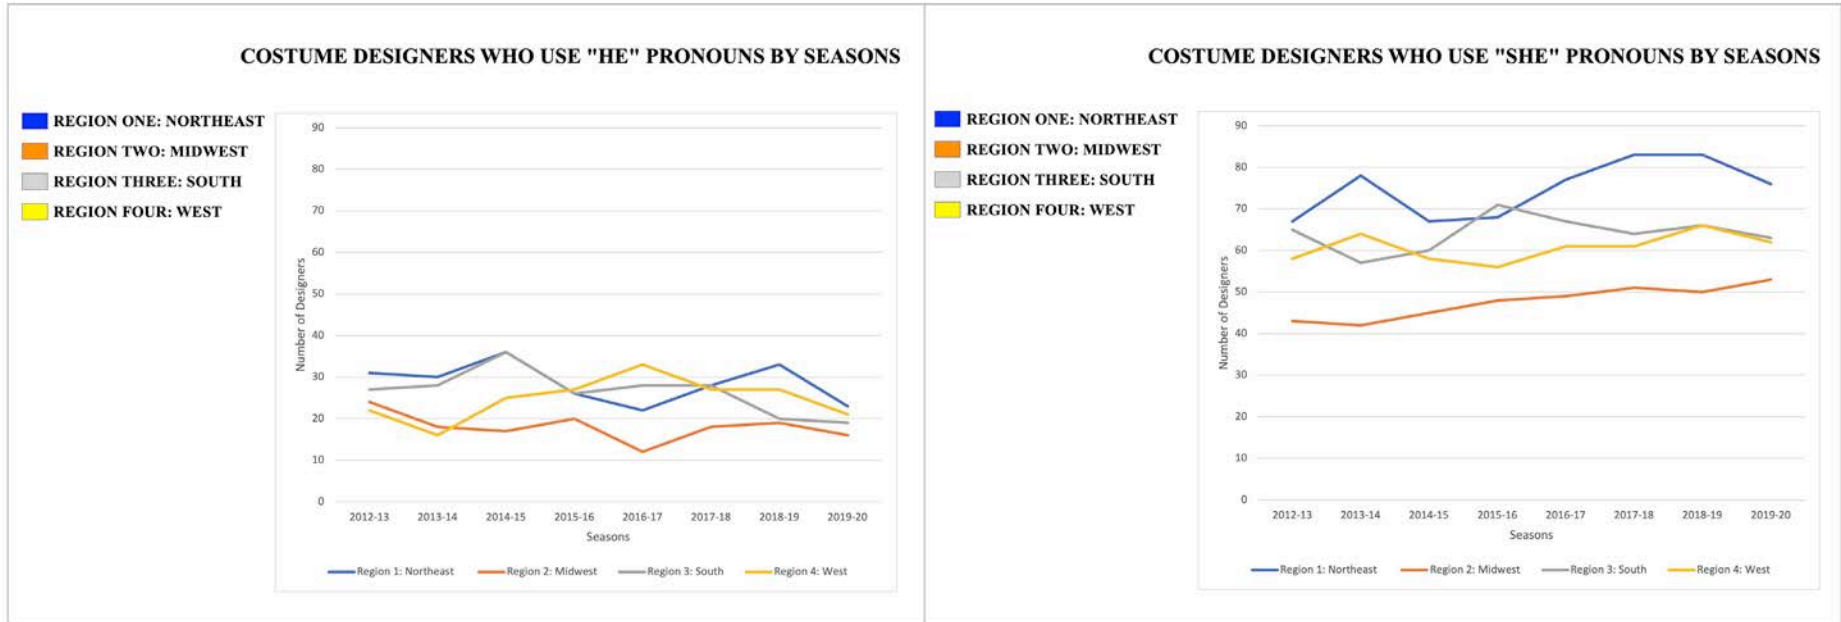 COSTUME DESIGNERS WHO USE "HE" PRONOUNS BY SEASONS
REGION ONE: NORTHEAST
REGION TWO: MIDWEST
REGION THREE: SOUTH
REGION FOUR: WEST
Number of Designers
90
80
70
60
50
40
30
20
10
0
2012-13 2013-14 2014-15 2015-16 2016-17 2017-18 2018-19 2019-20
Seasons
Region 1: Northeast Region 2: Midwest Region 3: South Region 4: West
COSTUME DESIGNERS WHO USE "SHE" PRONOUNS BY SEASONS
REGION ONE: NORTHEAST
REGION TWO: MIDWEST
REGION THREE: SOUTH
REGION FOUR: WEST
Number of Designers
90
80
70
60
50
40
30
20
10
0
2012-13 2013-14 2014-15 2015-16 2016-17 2017-18 2018-19 2019-20
Seasons
Region 1: Northeast Region 2: Midwest Region 3: South Region 4: West